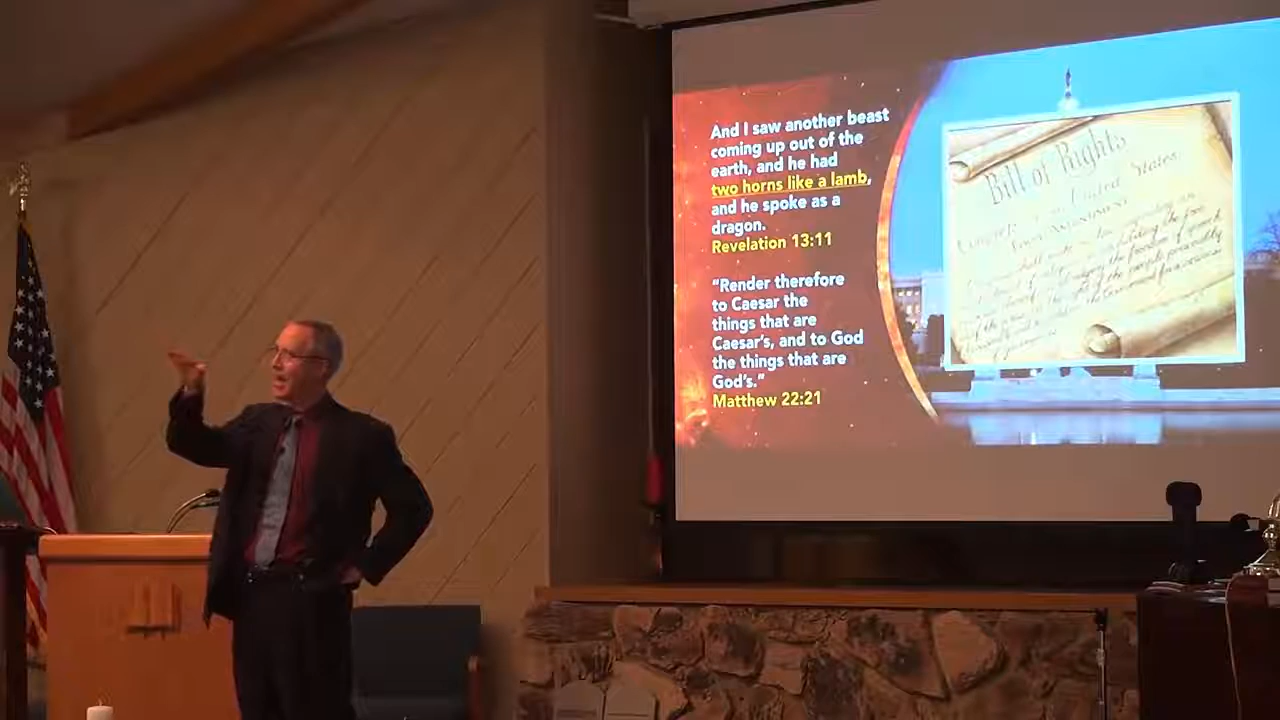 And I saw another beast
coming up out of the
earth, and he had
two horns like a lamb,
and he spoke as a
dragon.
Revelation 13:11
“Render therefore
to Caesar the
things that are
Caesar’s, and to God
the things that are
God’s.”
Matthew 22:21
Bill of Rights
United States